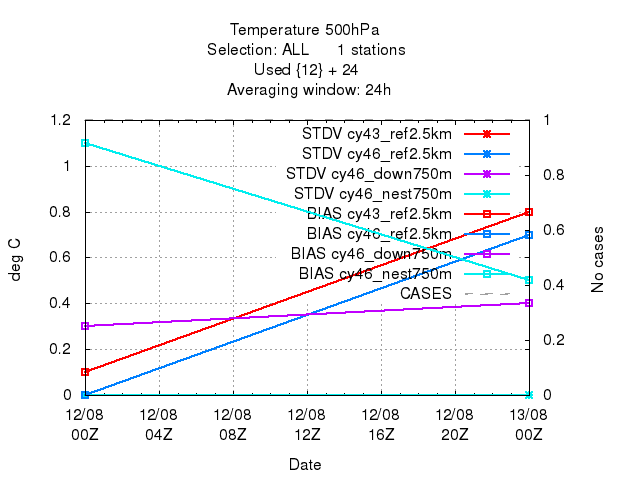 Temperature 500hPa
Selection: ALL 1 stations
Used {12} + 24
Averaging window: 24h
1.2
1
0.8
0.6
0.4
0.2
0
deg C
STDV cy43_ref2.5km
STDV cy46_ref2.5km
STDV cy46_down750m
STDV cy46_nest750m
BIAS cy43_ref2.5km
BIAS cy46_ref2.5km
BIAS cy46_down750m
BIAS cy46_nest750m
CASES
1
0.8
0.6
0.4
0.2
0
No cases
12/08 12/08 12/08 12/08 12/08 12/08 13/08
00Z 04Z 08Z 12Z 16Z 20Z 00Z
Date